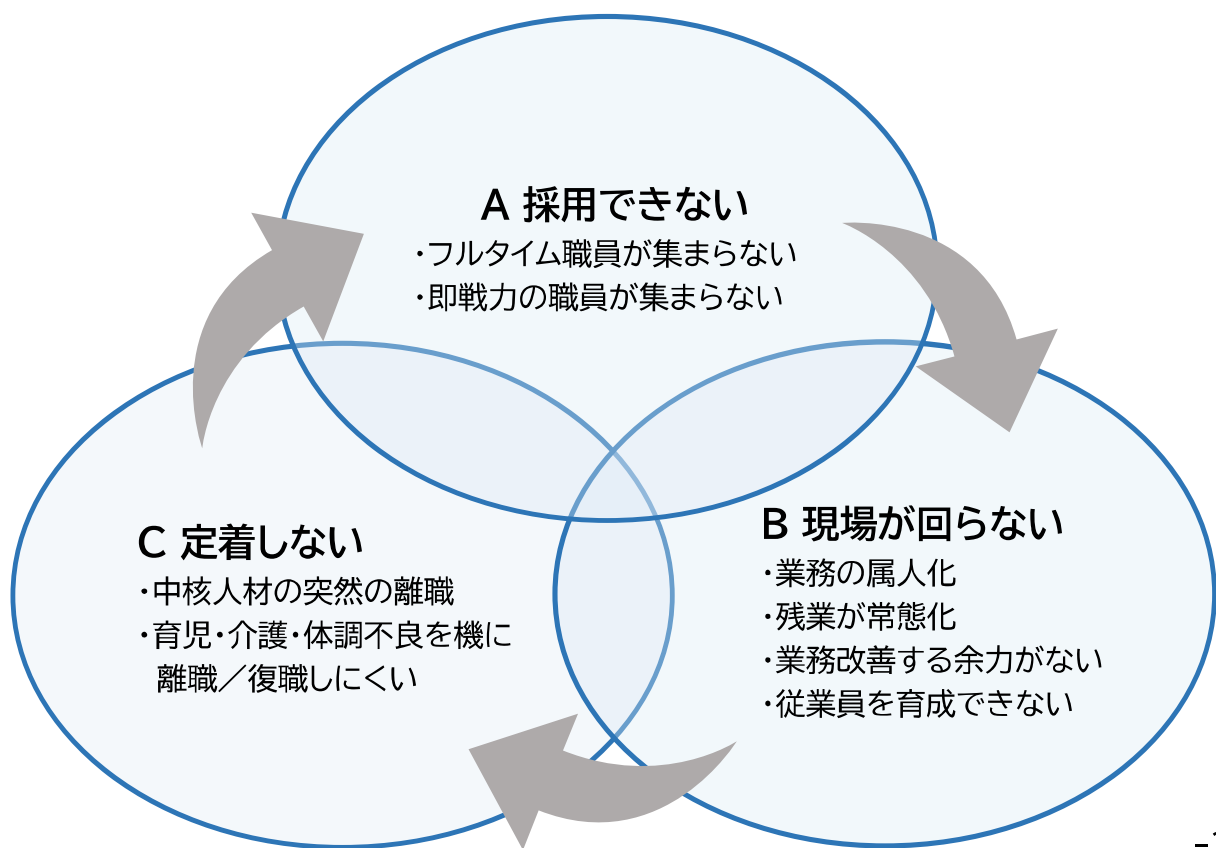 A 採用できない
・フルタイム職員が集まらない
・即戦力の職員が集まらない
B 現場が回らない
・業務の属人化
・残業が常態化
・業務改善する余力がない
・従業員を育成できない
C 定着しない
・中核人材の突然の離職
・育児・介護・体調不良を機に
離職／復職しにくい